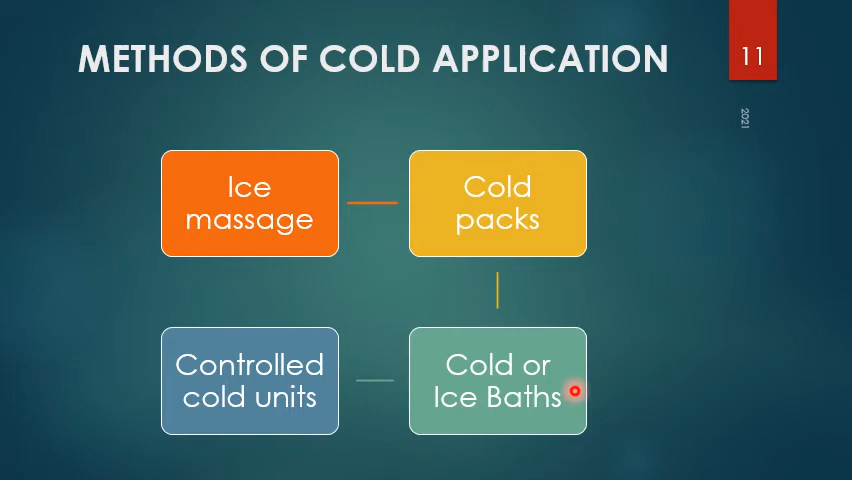 METHODS OF COLD APPLICATION
11
2021
Ice
massage
Cold
packs
Controlled
cold units
Cold or
Ice Baths